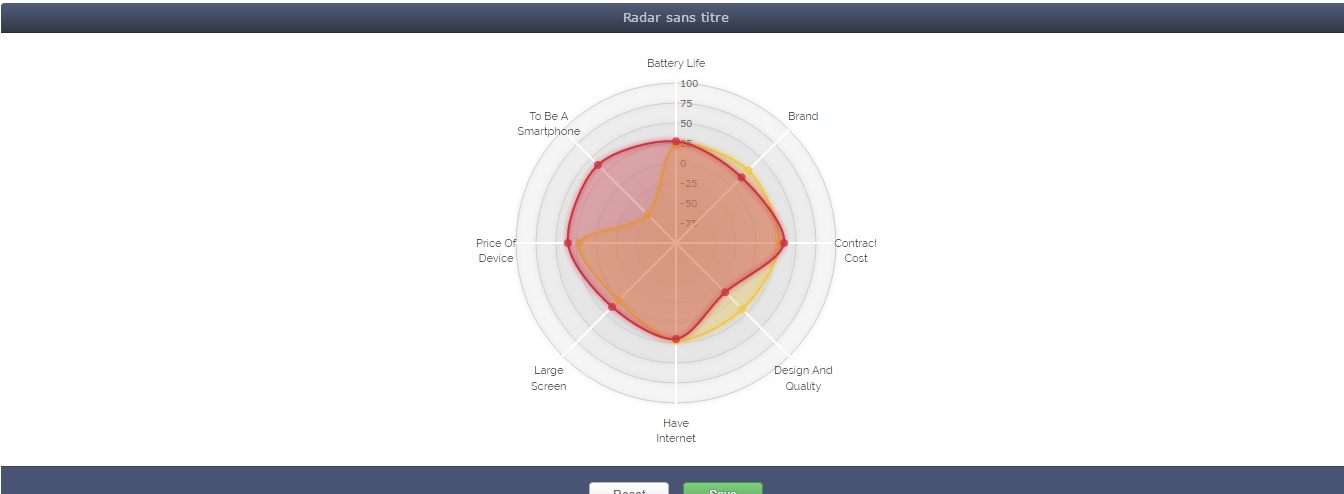 Radar sans titre
Battery Life
100
75
50
25
0
-25
-50
-75
Brand
To Be A
Smartphone
Price Of
Device
Contract
Cost
Large
Screen
Design And
Quality
Have
Internet
Reset
Save